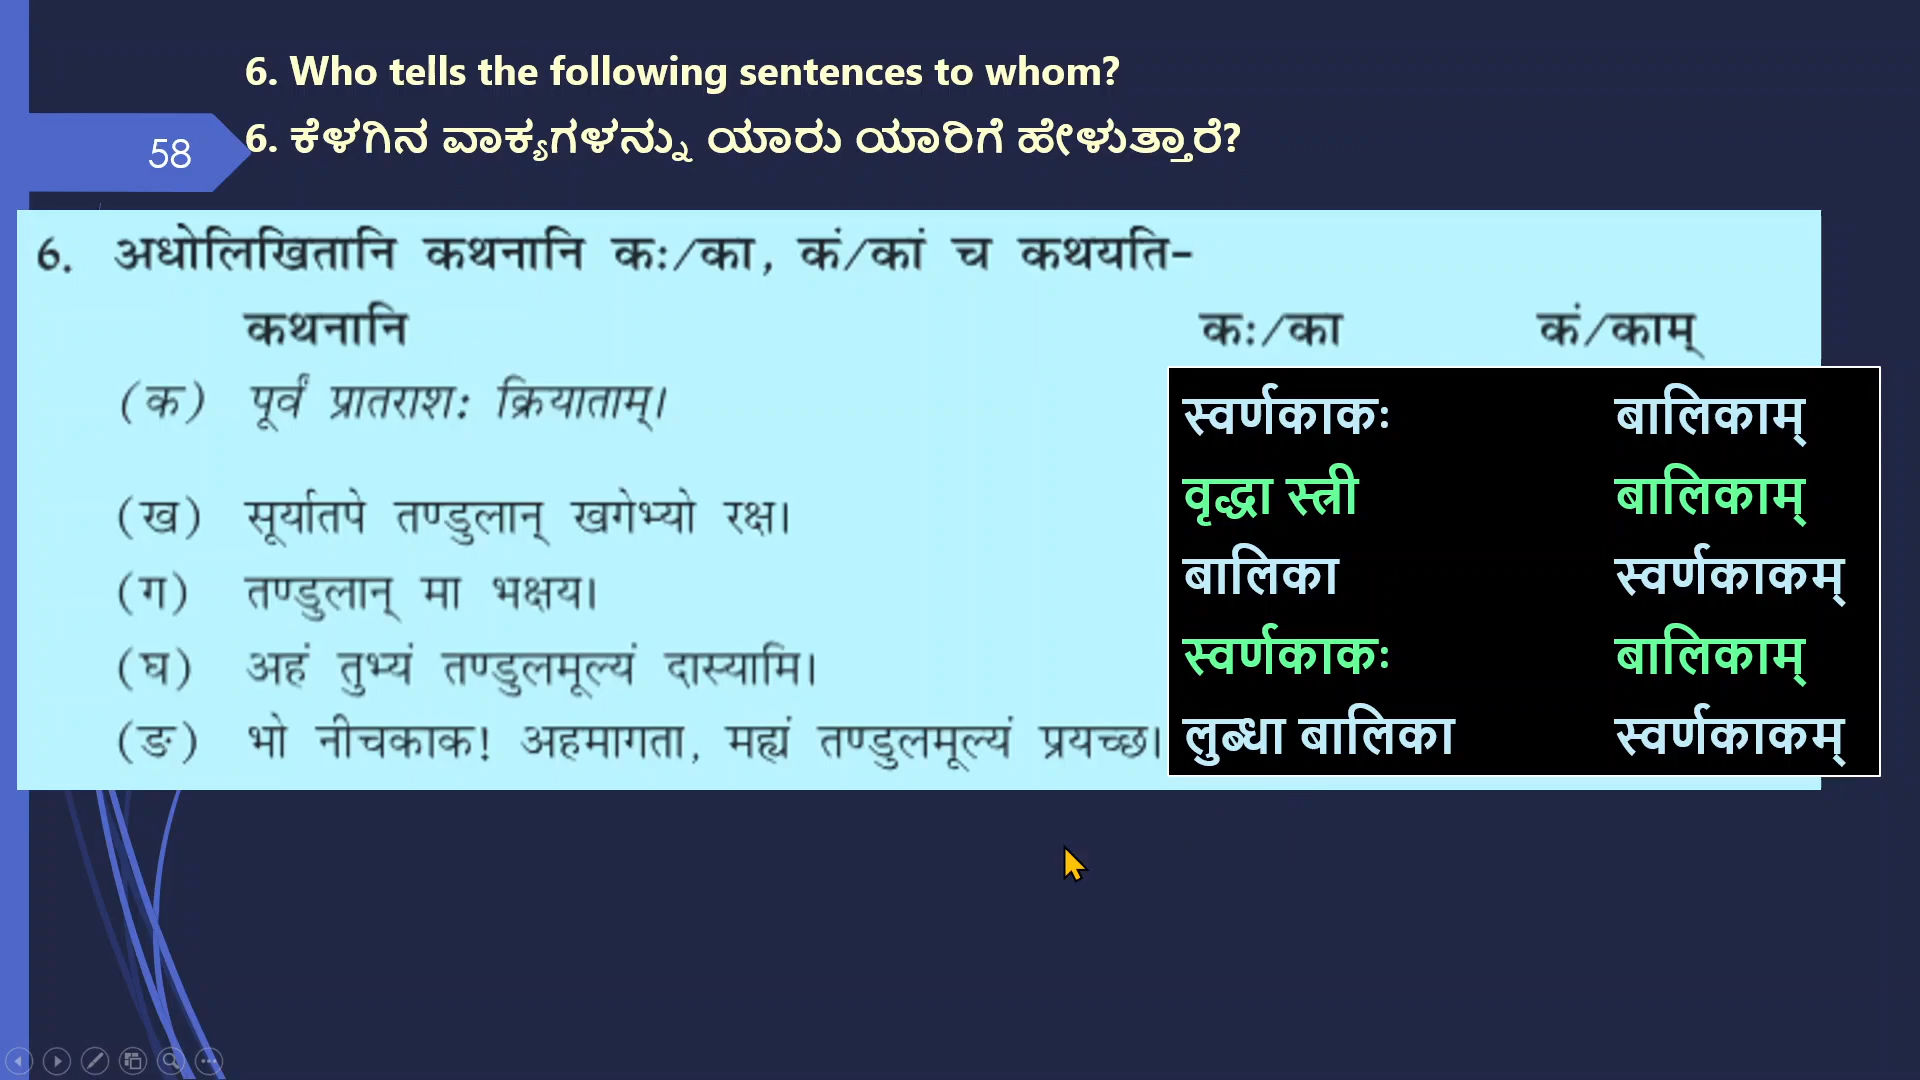 6. Who tells the following sentences to whom?
58
6. ಕೆಳಗಿನ ವಾಕ್ಯಗಳನ್ನು ಯಾರು ಯಾರಿಗೆ ಹೇಳುತ್ತಾರೆ?
6. अधोलिखितानि कथनानि कः/का, कं/कां च कथयति-
कथनानि कः/का कं/काम्
(क) पूर्वं प्रातराशः क्रियाताम्। स्वर्णकाकः बालिकाम्
(ख) सूर्यातपे तण्डुलान् खगेभ्यो रक्ष। वृद्धा स्त्री बालिकाम्
(ग) तण्डुलान् मा भक्षय। बालिका स्वर्णकाकम्
(घ) अहं तुभ्यं तण्डुलमूल्यं दास्यामि। स्वर्णकाकः बालिकाम्
(ङ) भो नीचकाक! अहमागता, मह्यं तण्डुलमूल्यं प्रयच्छ। लुब्धा बालिका स्वर्णकाकम्